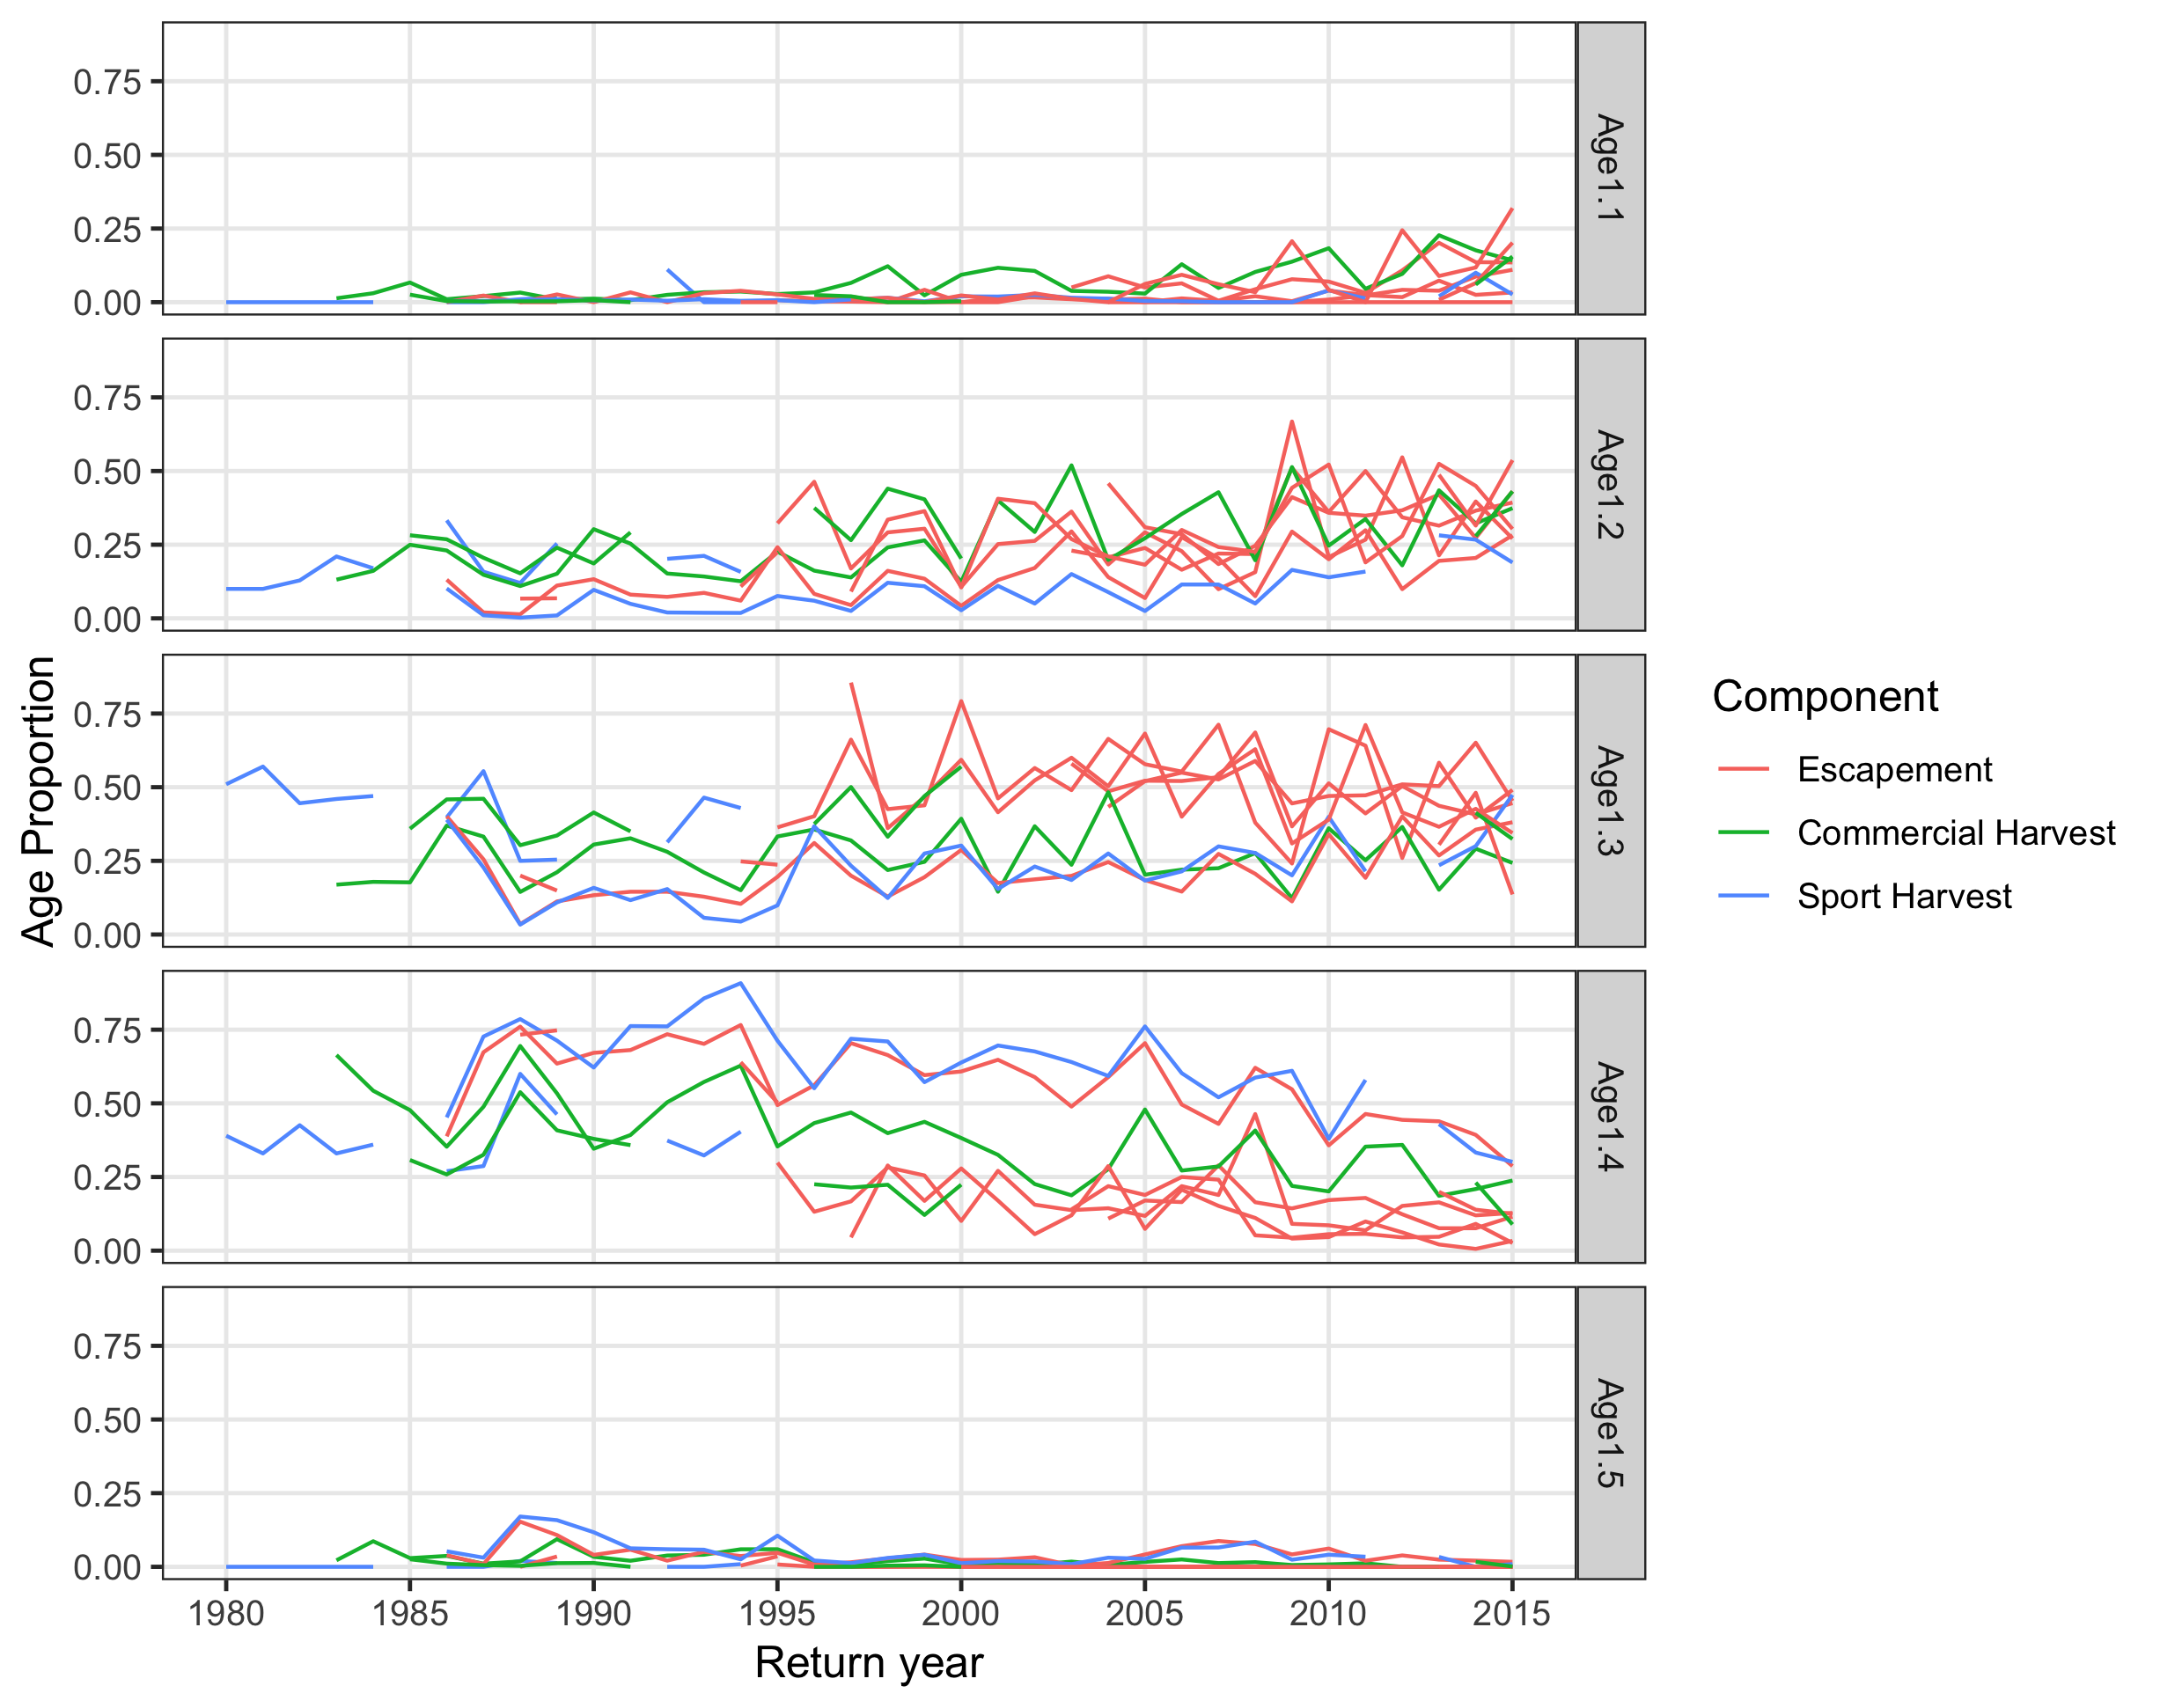 0.75
0.50
0.25
0.00
Age1.1
0.75
0.50
0.25
0.00
Age1.2
0.75
0.50
0.25
0.00
Age1.3
0.75
0.50
0.25
0.00
Age1.4
0.75
0.50
0.25
0.00
Age1.5
Age Proportion
1980 1985 1990 1995 2000 2005 2010 2015
Return year
Component
Escapement
Commercial Harvest
Sport Harvest